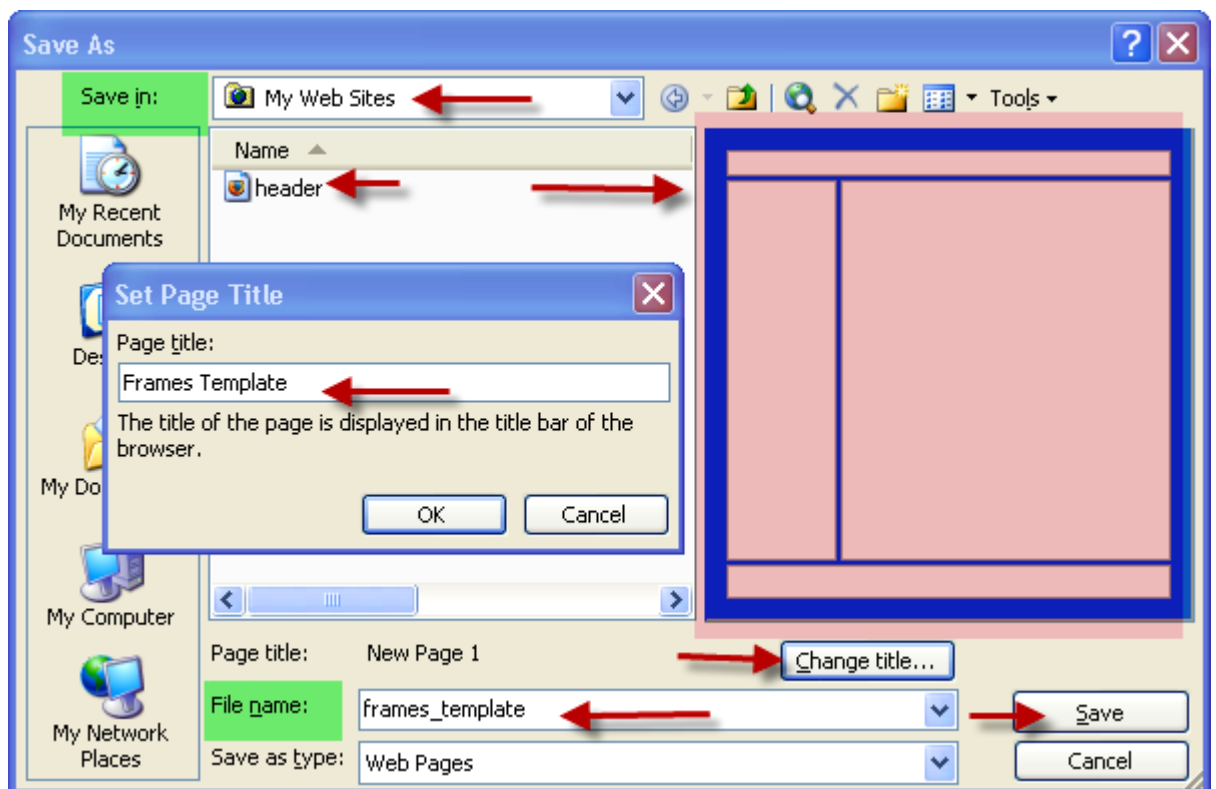 Save As
Save in:
My Web Sites
Tools
Name
header
My Recent
Documents
Set Page Title
Page title:
Frames Template
The title of the page is displayed in the title bar of the
browser.
OK
Cancel
My Computer
My Network
Places
Page title:
New Page 1
Change title...
File name:
frames_template
Save
Save as type:
Web Pages
Cancel